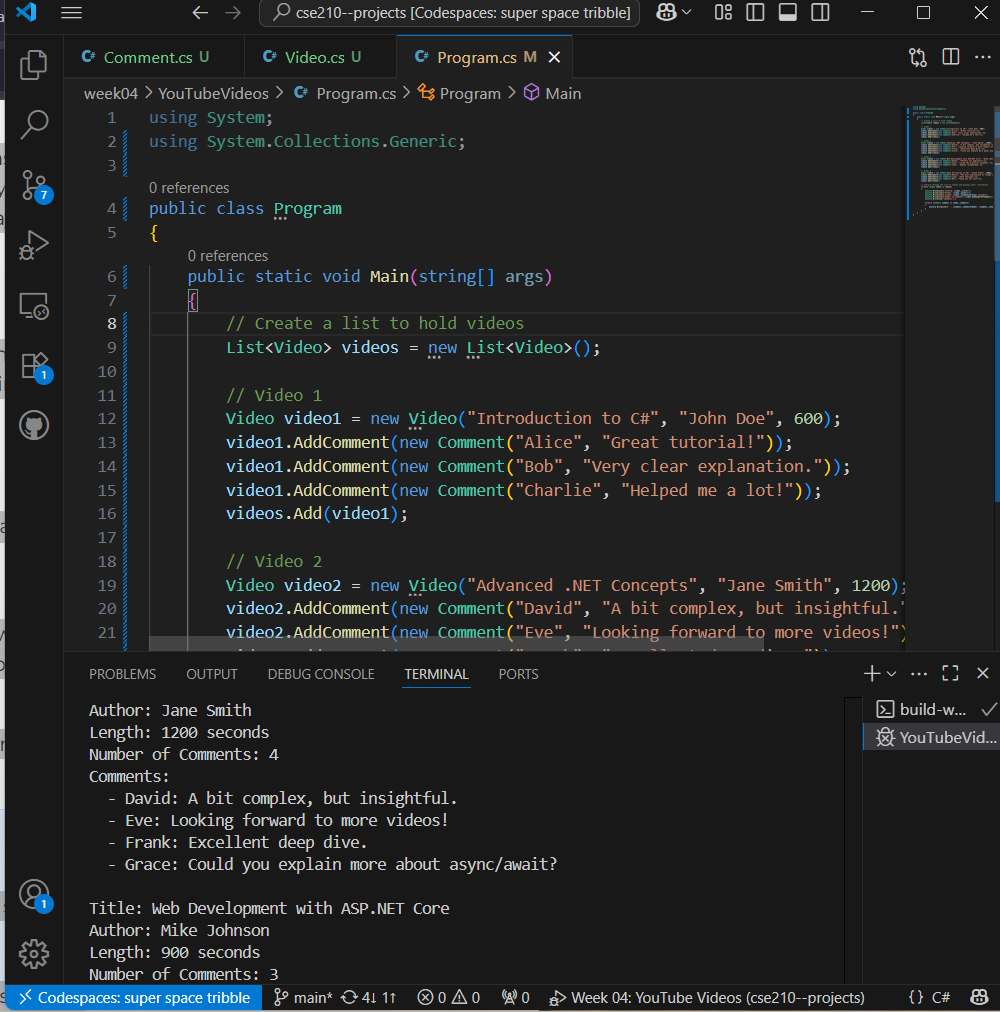 cse210--projects [Codespaces: super space tribble]
Comment.cs U
Video.cs U
Program.cs M
week04 > YouTubeVideos > Program.cs > Program > Main
1 using System;
2 using System.Collections.Generic;
3
0 references
4 public class Program
5 {
0 references
6 public static void Main(string[] args)
7 {
8 // Create a list to hold videos
9 List<Video> videos = new List<Video>();
10
11 // Video 1
12 Video video1 = new Video("Introduction to C#", "John Doe", 600);
13 video1.AddComment(new Comment("Alice", "Great tutorial!"));
14 video1.AddComment(new Comment("Bob", "Very clear explanation."));
15 video1.AddComment(new Comment("Charlie", "Helped me a lot!"));
16 videos.Add(video1);
17
18 // Video 2
19 Video video2 = new Video("Advanced .NET Concepts", "Jane Smith", 1200);
20 video2.AddComment(new Comment("David", "A bit complex, but insightful."
21 video2.AddComment(new Comment("Eve", "Looking forward to more videos!")
7
1
1
PROBLEMS OUTPUT DEBUG CONSOLE TERMINAL PORTS
build-w...
YouTubeVid...
Author: Jane Smith
Length: 1200 seconds
Number of Comments: 4
Comments:
- David: A bit complex, but insightful.
- Eve: Looking forward to more videos!
- Frank: Excellent deep dive.
- Grace: Could you explain more about async/await?
Title: Web Development with ASP.NET Core
Author: Mike Johnson
Length: 900 seconds
Number of Comments: 3
Codespaces: super space tribble main* 4↓ 1↑ 0 0 0 Week 04: YouTube Videos (cse210--projects) {} C#